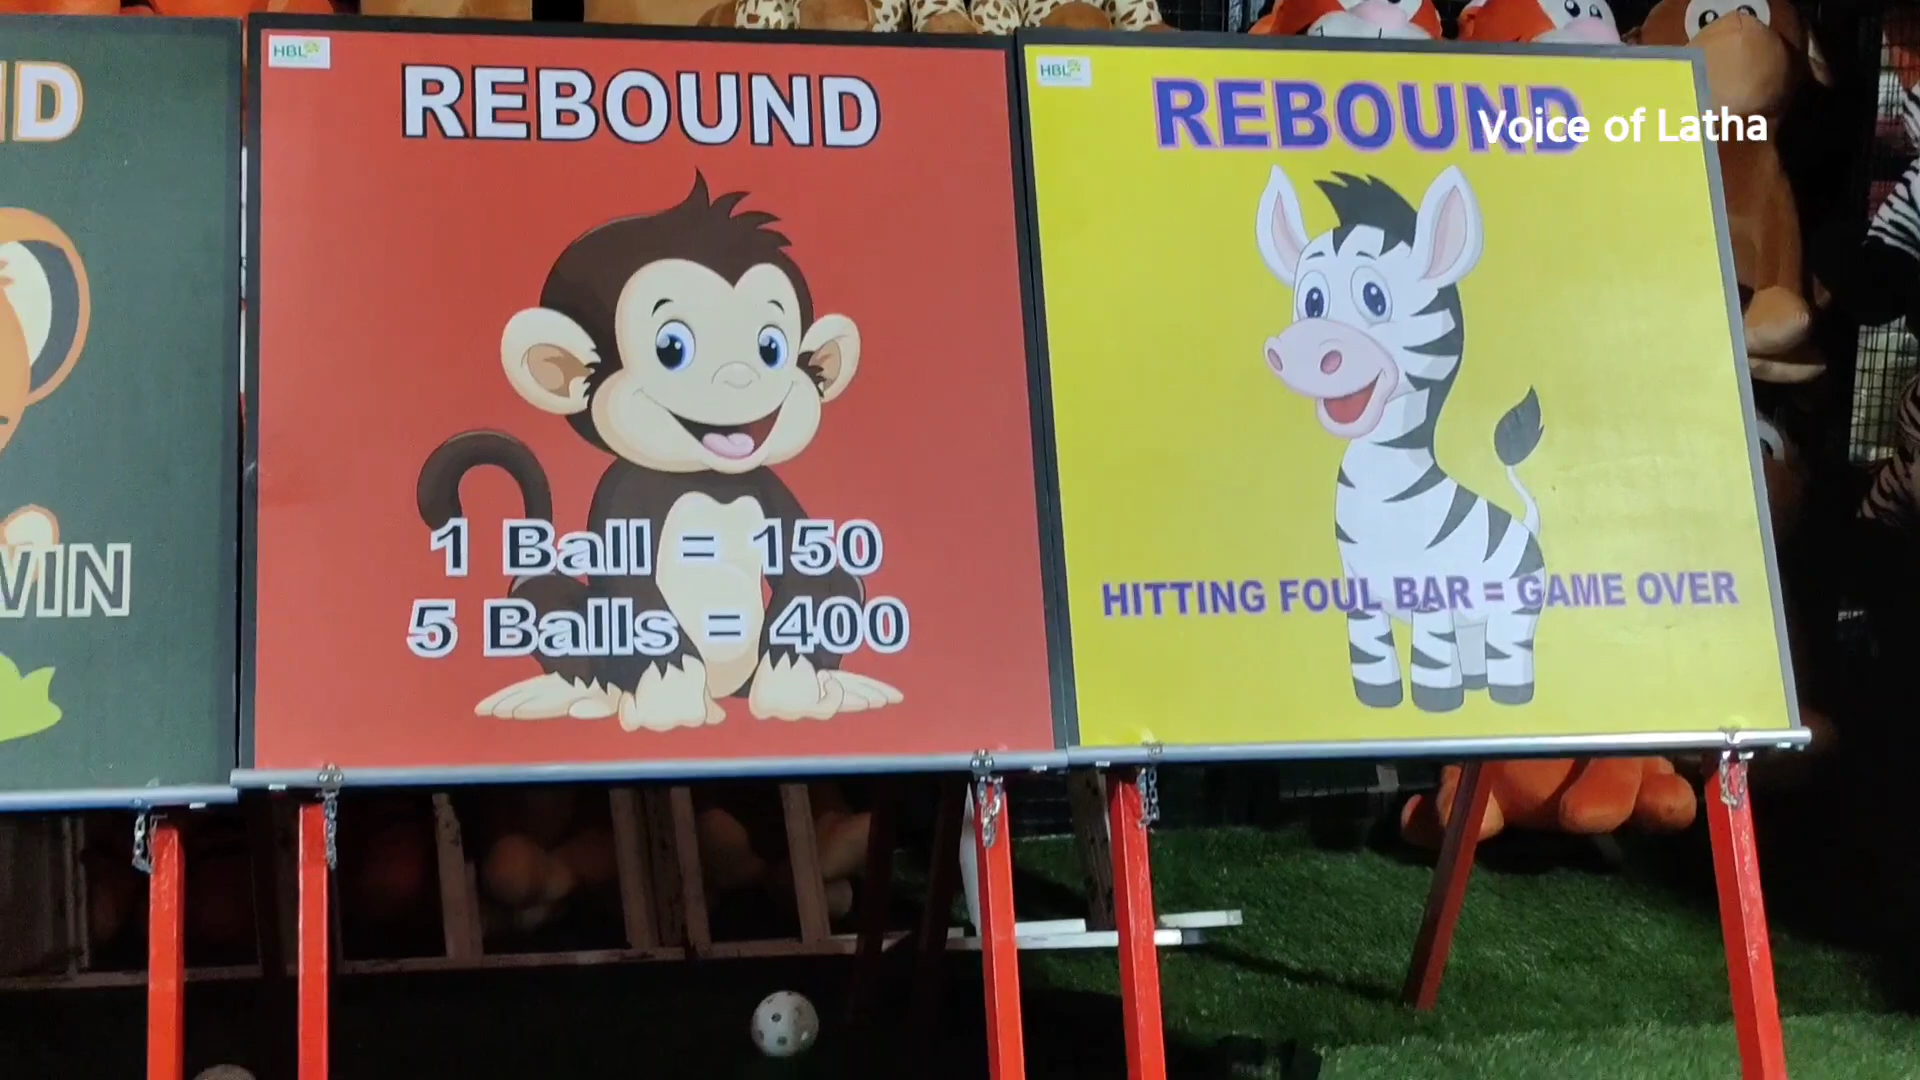 ND
WIN
HBL
REBOUND
1 Ball = 150
5 Balls = 400
HBL
REBOUND
HITTING FOUL BAR = GAME OVER
Voice of Latha